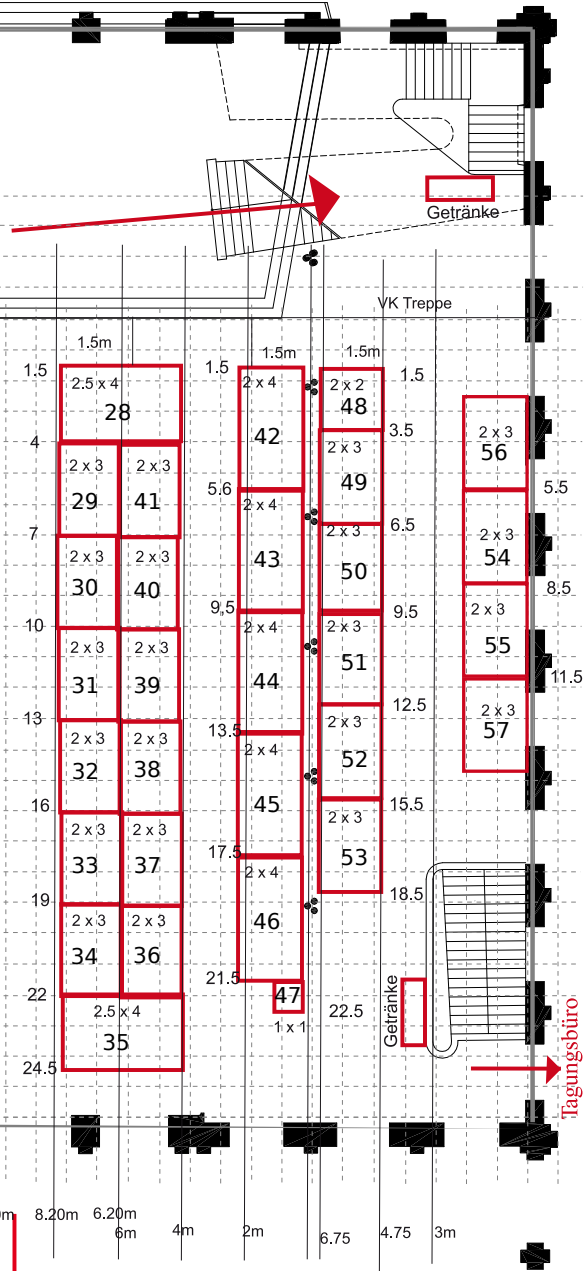 Getränke
VK Treppe
1.5m
1.5m
1.5m
1.5
1.5
1.5
2.5 x 4
28
2 x 4
42
2 x 2
48
3.5
4
2 x 3
29
2 x 3
41
2 x 3
49
2 x 3
56
5.6
5.5
2 x 4
43
6.5
7
2 x 3
30
2 x 3
40
2 x 3
50
2 x 3
54
8.5
9,5
9.5
10
2 x 3
31
2 x 3
39
2 x 4
44
2 x 3
51
2 x 3
55
11.5
12.5
13
13.5
2 x 3
32
2 x 3
38
2 x 4
45
2 x 3
52
2 x 3
57
15.5
16
2 x 3
33
2 x 3
37
17.5
2 x 4
46
2 x 3
53
18.5
19
2 x 3
34
2 x 3
36
21.5
22
47
1 x 1
22.5
Getränke
2.5 x 4
35
24.5
Tagungsbüro
8.20m
6.20m
6m
4m
2m
6.75
4.75
3m